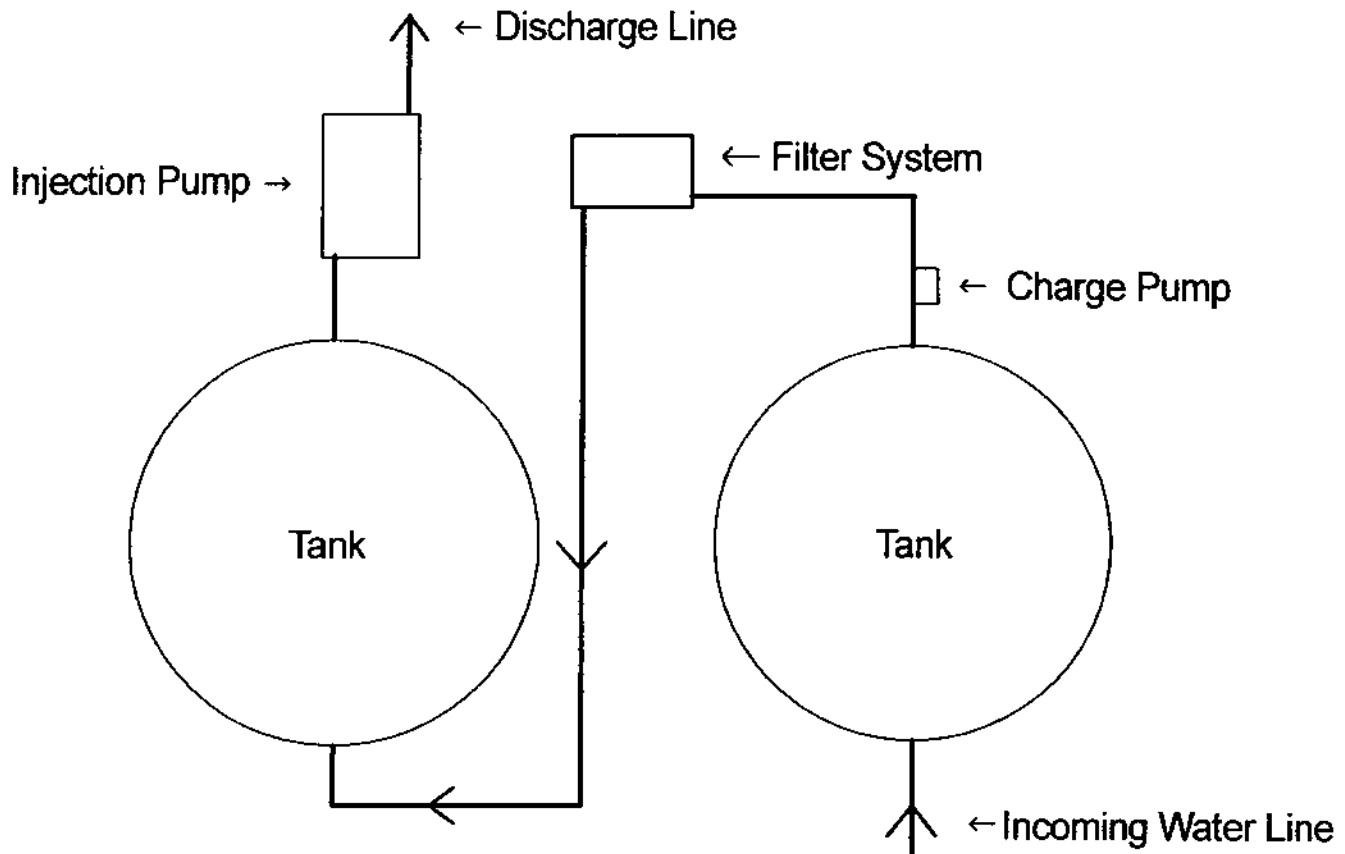 ← Discharge Line
← Filter System
Injection Pump →
← Charge Pump
Tank
Tank
← Incoming Water Line